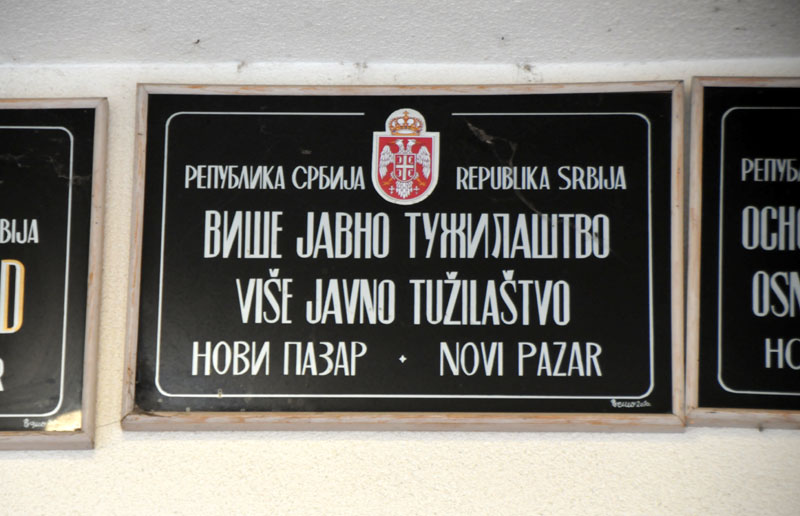 РЕПУБЛИКА СРБИЈА REPUBLIKA SRBIJA
ВИШЕ ЈАВНО ТУЖИЛАШТВО
VIŠE JAVNO TUŽILAŠTVO
НОВИ ПАЗАР · NOVI PAZAR